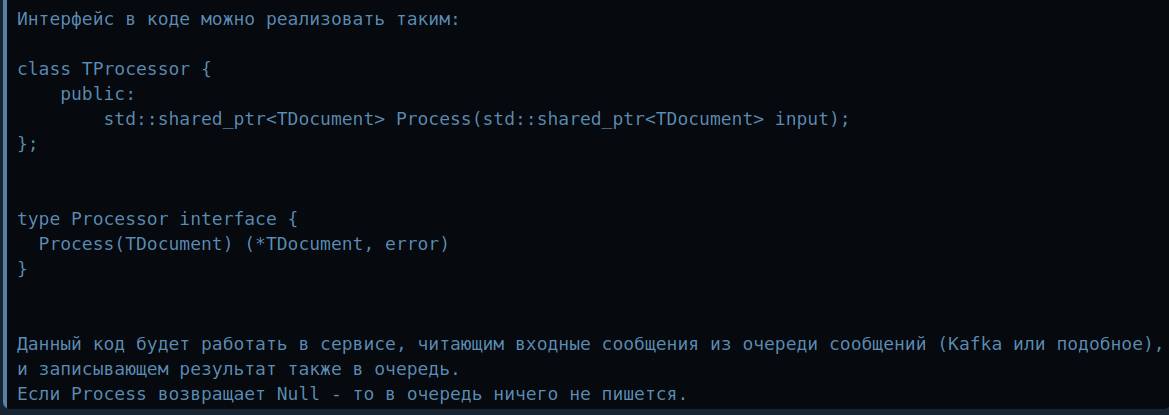 Интерфейс в коде можно реализовать таким:
class TProcessor {
    public:
        std::shared_ptr<TDocument> Process(std::shared_ptr<TDocument> input);
};
type Processor interface {
  Process(TDocument) (*TDocument, error)
}
Данный код будет работать в сервисе, читающим входные сообщения из очереди сообщений (Kafka или подобное),
и записывающем результат также в очередь.
Если Process возвращает Null - то в очередь ничего не пишется.